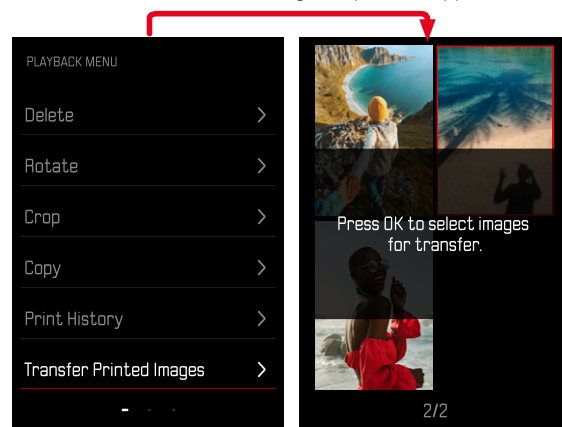 PLAYBACK MENU
Delete
Rotate
Crop
Copy
Print History
Transfer Printed Images
Press OK to select images
for transfer.
2/2